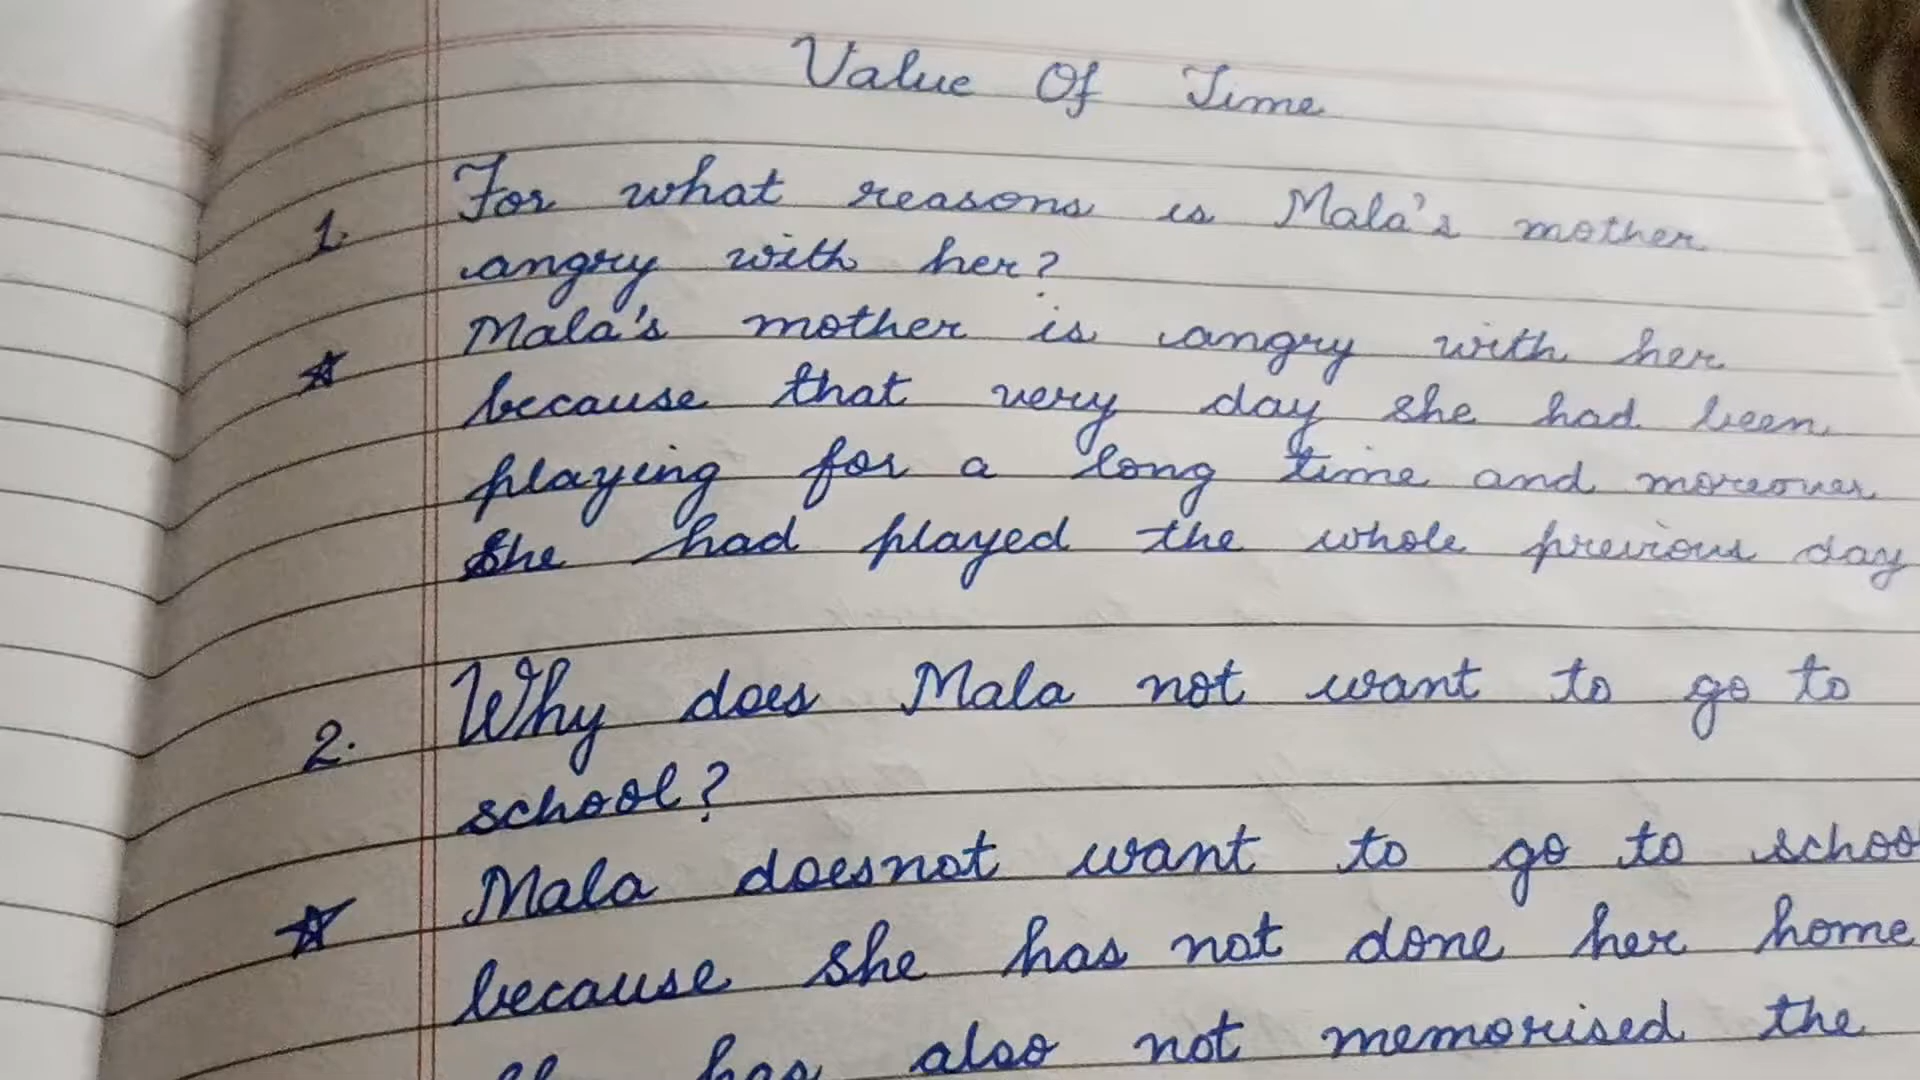 Value Of Time
1. For what reasons is Mala's mother
angry with her?
Mala's mother is angry with her
because that very day she had been
playing for a long time and moreover
She had played the whole previous day
2. Why does Mala not want to go to
school?
Mala doesnot want to go to schoo
because she has not done her home
has also not memorised the